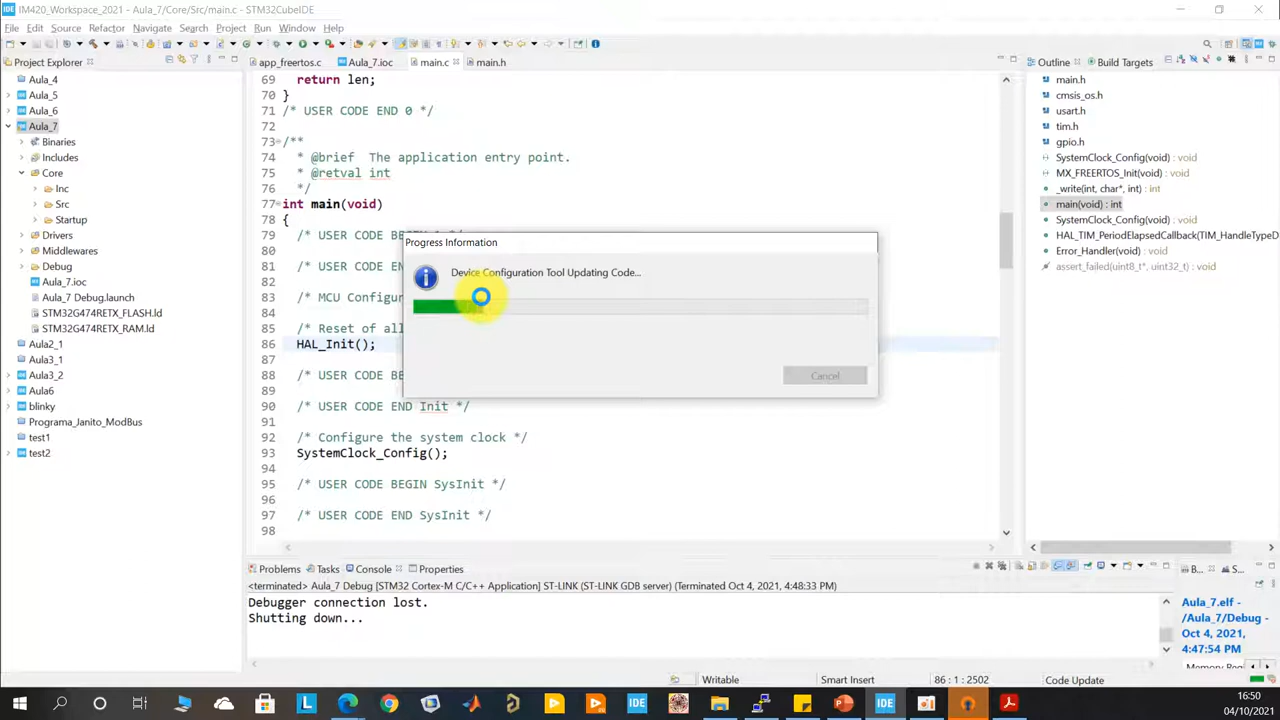 IDE IM420_Workspace_2021 - Aula_7/Core/Src/main.c - STM32CubeIDE
File Edit Source Refactor Navigate Search Project Run Window Help
Project Explorer
Aula_4
Aula_5
Aula_6
Aula_7
Binaries
Includes
Core
Inc
Src
Startup
Drivers
Middlewares
Debug
Aula_7.ioc
Aula_7 Debug.launch
STM32G474RETX_FLASH.ld
STM32G474RETX_RAM.ld
Aula2_1
Aula3_1
Aula3_2
Aula6
blinky
Programa_Janito_ModBus
test1
test2
app_freertos.c Aula_7.ioc main.c main.h
69 return len;
70 }
71 /* USER CODE END 0 */
72
73 /**
74 * @brief The application entry point.
75 * @retval int
76 */
77 int main(void)
78 {
79 /* USER CODE BEGIN 1 */
80
81 /* USER CODE END
82
83 /* MCU Configu
84
85 /* Reset of all
86 HAL_Init();
87
88 /* USER CODE BE
89
90 /* USER CODE END Init */
91
92 /* Configure the system clock */
93 SystemClock_Config();
94
95 /* USER CODE BEGIN SysInit */
96
97 /* USER CODE END SysInit */
98
Progress Information
Device Configuration Tool Updating Code...
Cancel
Outline Build Targets
main.h
cmsis_os.h
usart.h
tim.h
gpio.h
SystemClock_Config(void) : void
MX_FREERTOS_Init(void) : void
_write(int, char*, int) : int
main(void) : int
SystemClock_Config(void) : void
HAL_TIM_PeriodElapsedCallback(TIM_HandleTypeD
Error_Handler(void) : void
assert_failed(uint8_t*, uint32_t) : void
Problems Tasks Console Properties
<terminated> Aula_7 Debug [STM32 Cortex-M C/C++ Application] ST-LINK (ST-LINK GDB server) (Terminated Oct 4, 2021, 4:48:33 PM)
Debugger connection lost.
Shutting down...
B... S...
Aula_7.elf -
/Aula_7/Debug -
Oct 4, 2021,
4:47:54 PM
Memory Reg
Writable Smart Insert 86 : 1 : 2502 Code Update
16:50
04/10/2021